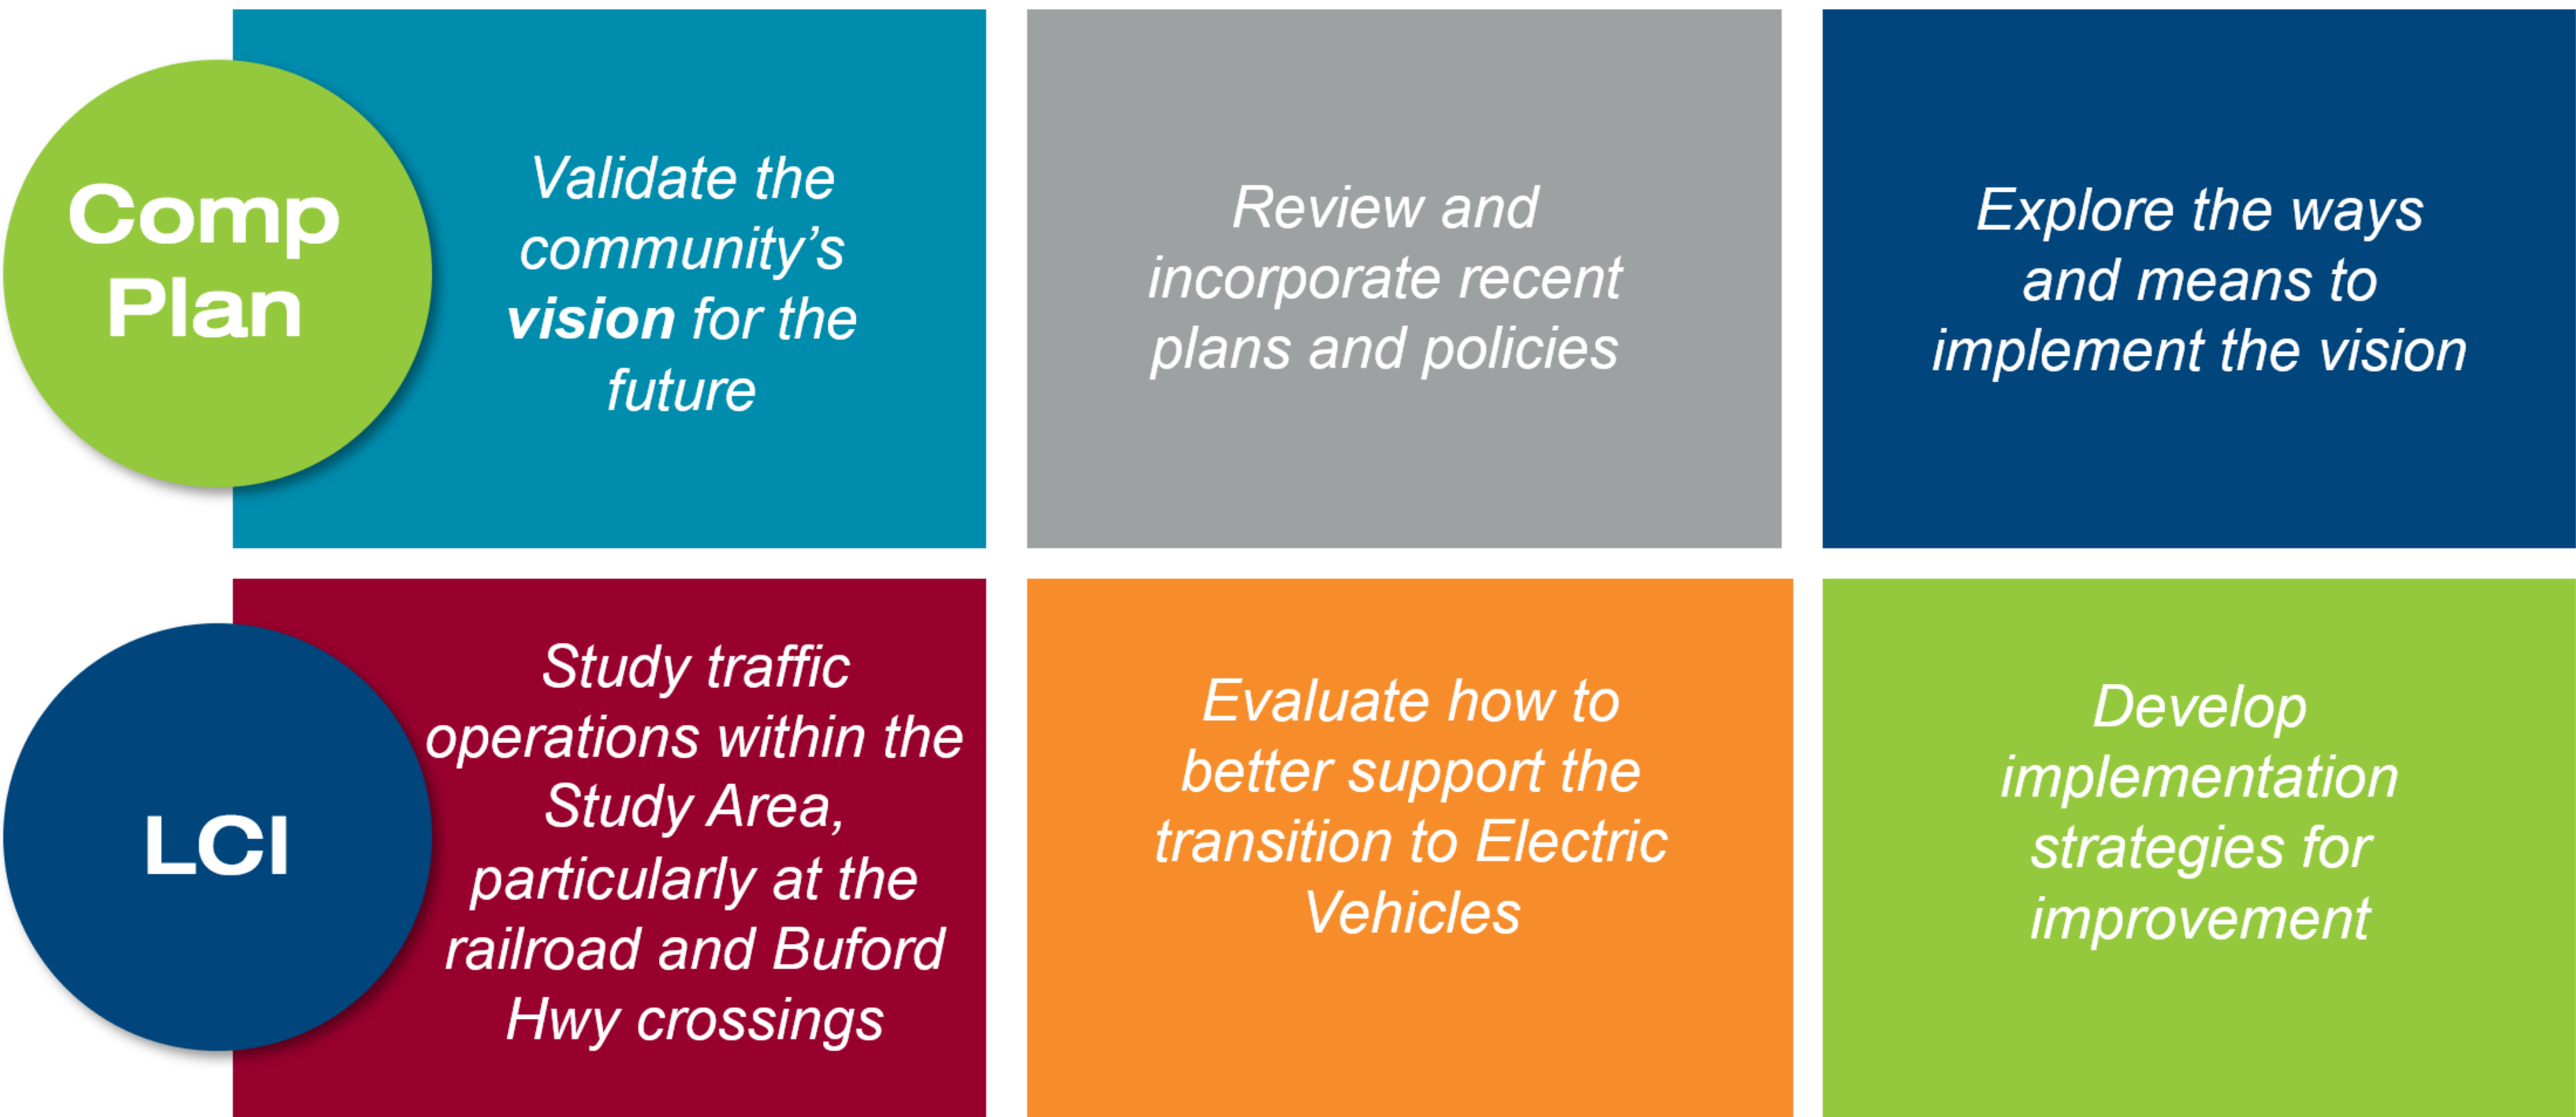 Comp
Plan
Validate the
community’s
vision for the
future
Review and
incorporate recent
plans and policies
Explore the ways
and means to
implement the vision
LCI
Study traffic
operations within the
Study Area,
particularly at the
railroad and Buford
Hwy crossings
Evaluate how to
better support the
transition to Electric
Vehicles
Develop
implementation
strategies for
improvement